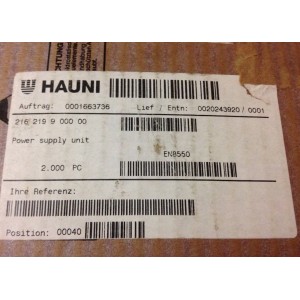 HAUNI
Auftrag: 0001663736 Lief / Entn: 0020243920 / 0001
216 219 9 000 00
Power supply unit
EN8550
2.000 PC
Ihre Referenz:
Position: 00040